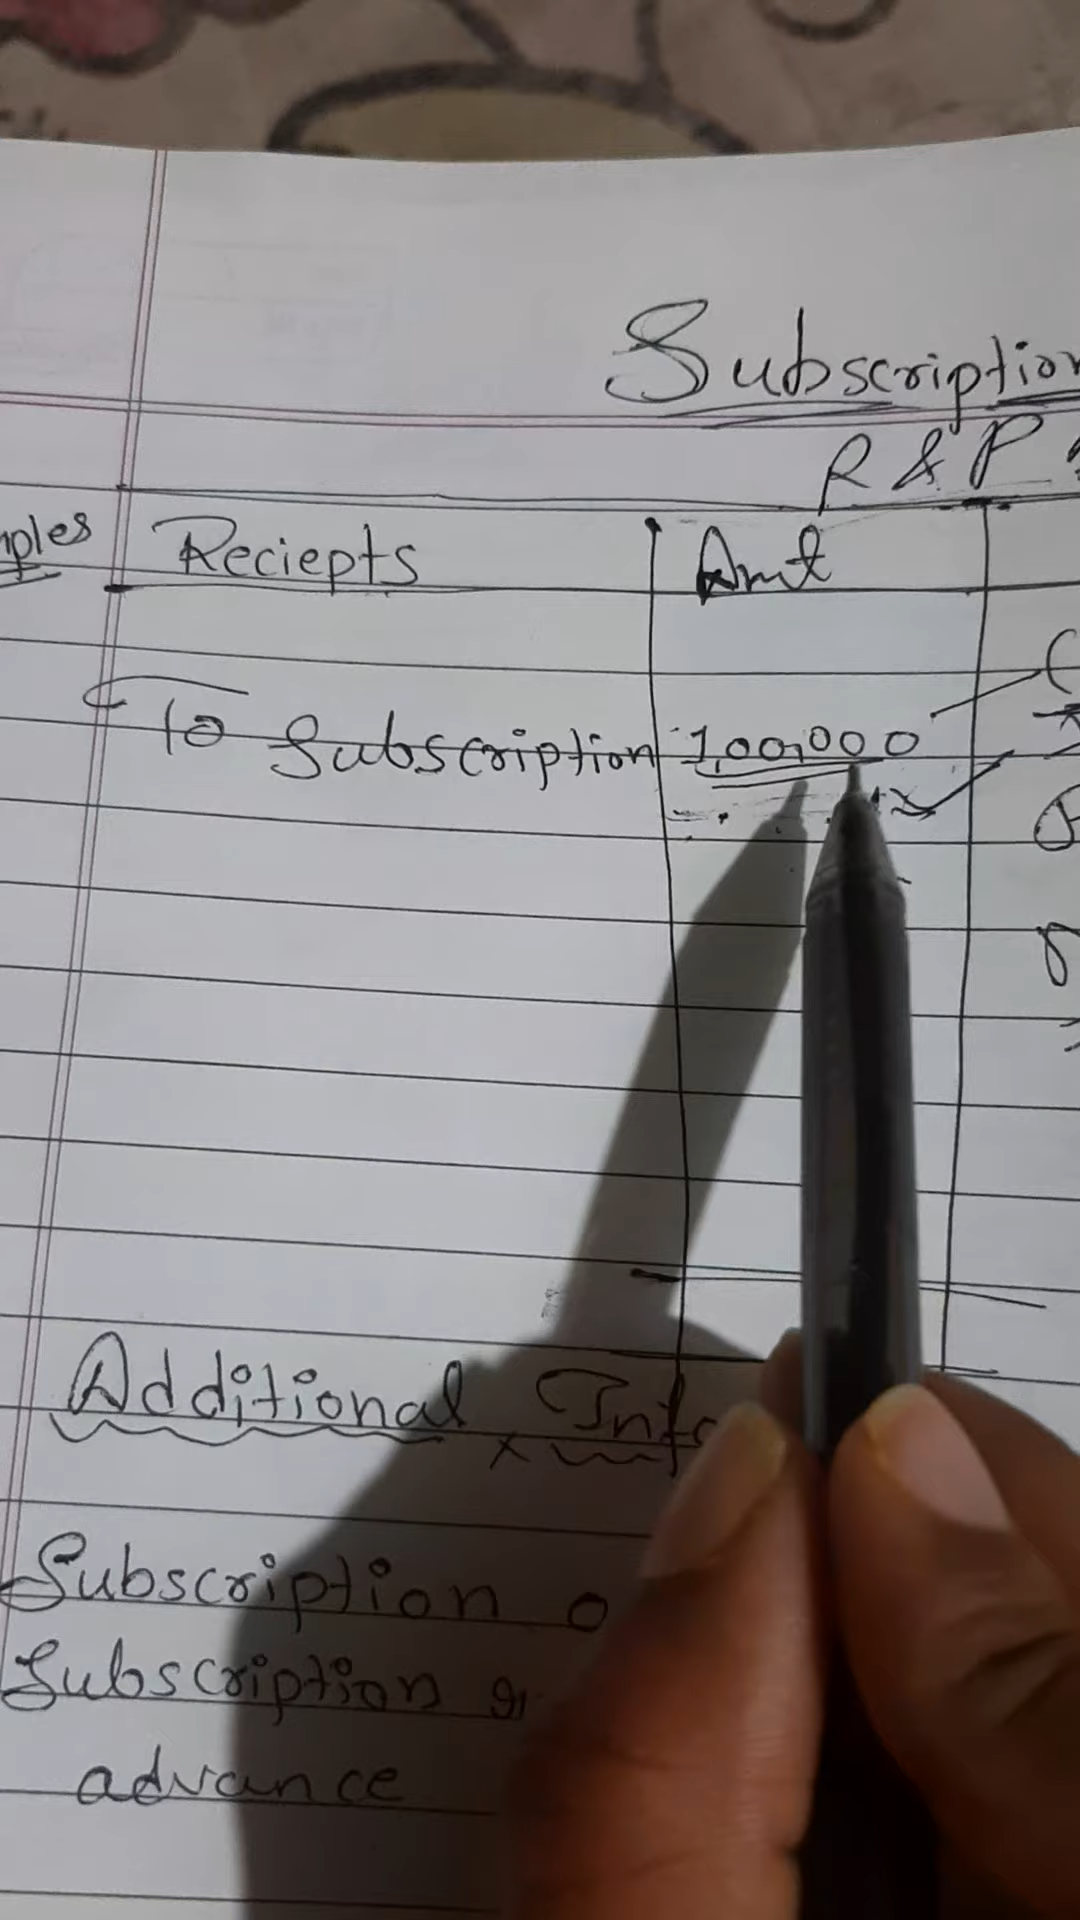 Subscription
R & P
Reciepts Amt
To Subscription 1,00,000
Additional
Subscription
Subscription
advance